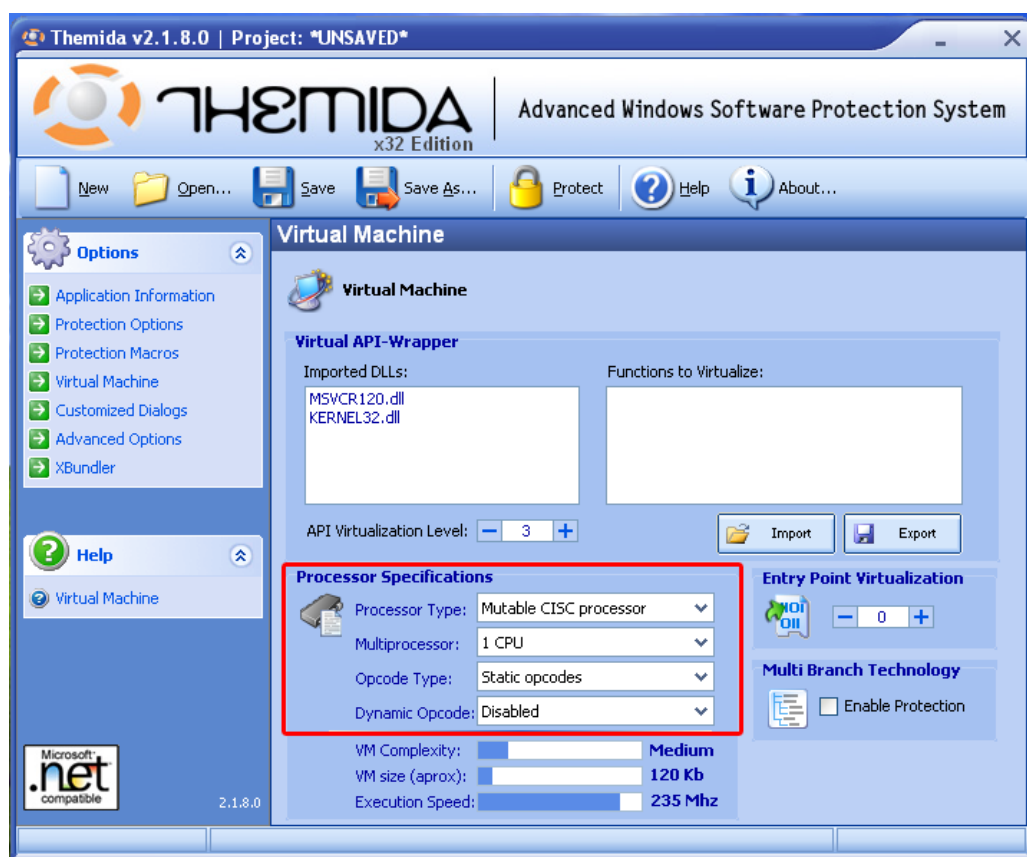 Themida v2.1.8.0 | Project: *UNSAVED*
THEMIDA
x32 Edition
Advanced Windows Software Protection System
New Open... Save Save As... Protect Help About...
Options
Application Information
Protection Options
Protection Macros
Virtual Machine
Customized Dialogs
Advanced Options
XBundler
Help
Virtual Machine
Microsoft
.net
compatible
2.1.8.0
Virtual Machine
Virtual Machine
Virtual API-Wrapper
Imported DLLs: Functions to Virtualize:
MSVCR120.dll
KERNEL32.dll
API Virtualization Level: 3 Import Export
Processor Specifications
Processor Type: Mutable CISC processor
Multiprocessor: 1 CPU
Opcode Type: Static opcodes
Dynamic Opcode: Disabled
VM Complexity: Medium
VM size (aprox): 120 Kb
Execution Speed: 235 Mhz
Entry Point Virtualization
0
Multi Branch Technology
Enable Protection